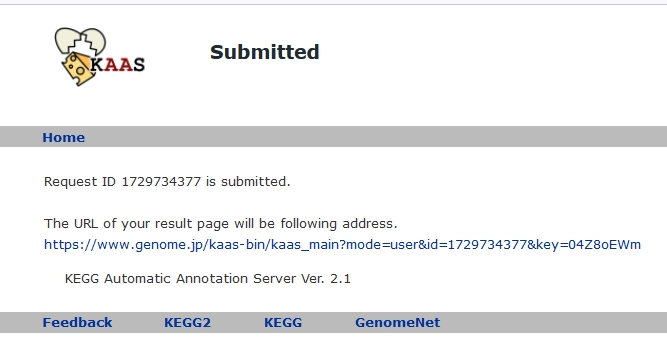 KAAS
Submitted
Home
Request ID 1729734377 is submitted.
The URL of your result page will be following address.
https://www.genome.jp/kaas-bin/kaas_main?mode=user&id=1729734377&key=04Z8oEWm
KEGG Automatic Annotation Server Ver. 2.1
Feedback KEGG2 KEGG GenomeNet